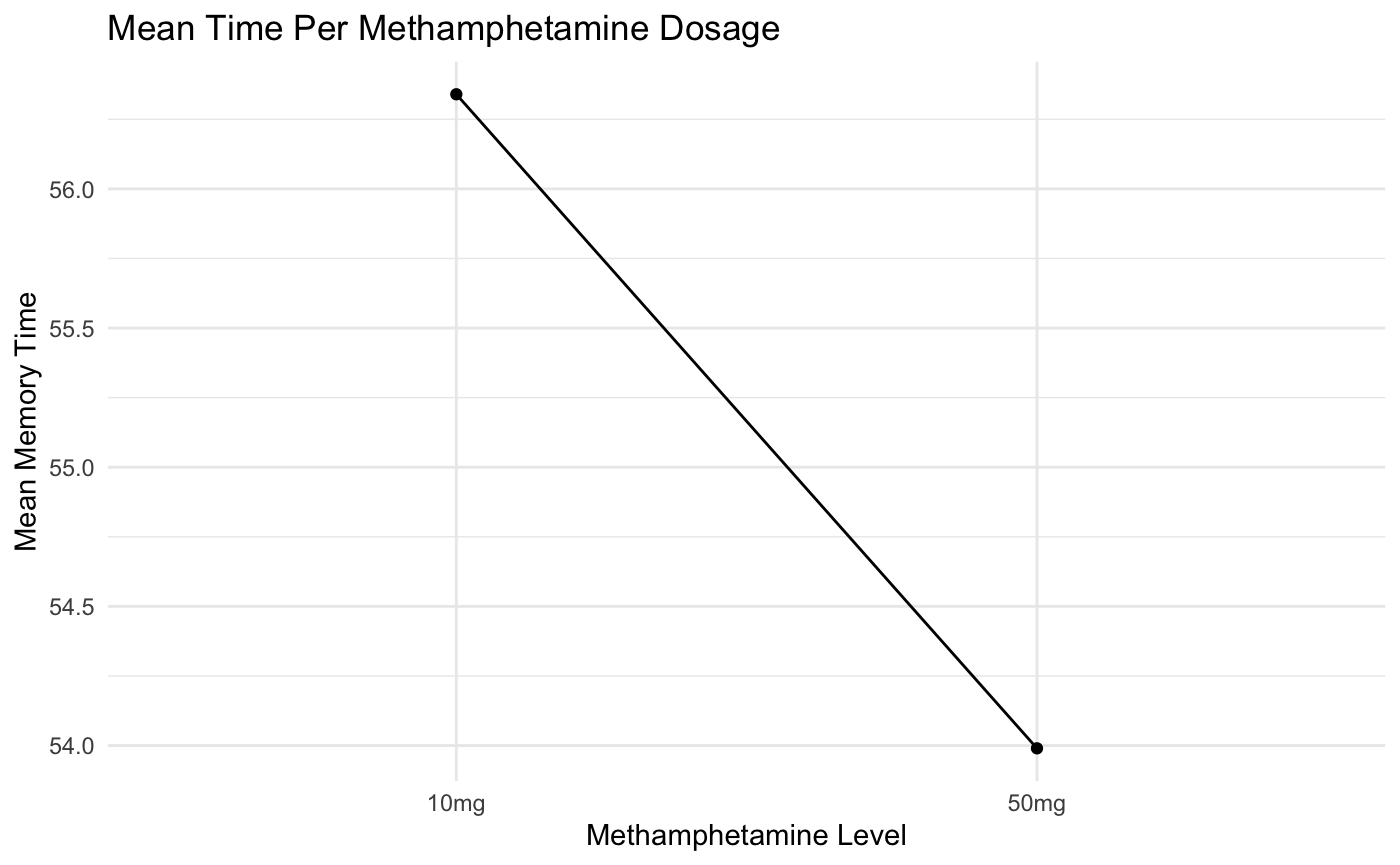 Mean Time Per Methamphetamine Dosage
56.0
55.5
55.0
54.5
54.0
Mean Memory Time
10mg
50mg
Methamphetamine Level